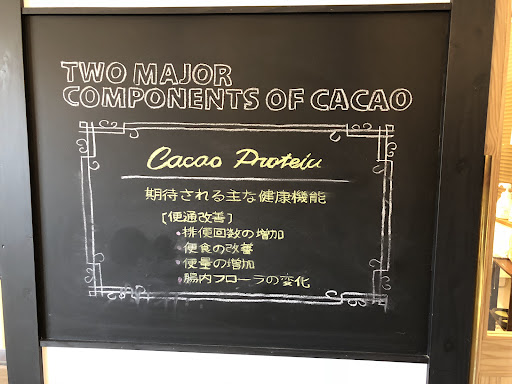 TWO MAJOR
COMPONENTS OF CACAO
Cacao Protein
期待される主な健康機能
[便通改善]
・排便回数の増加
・便食の改善
・便量の増加
・腸内フローラの変化